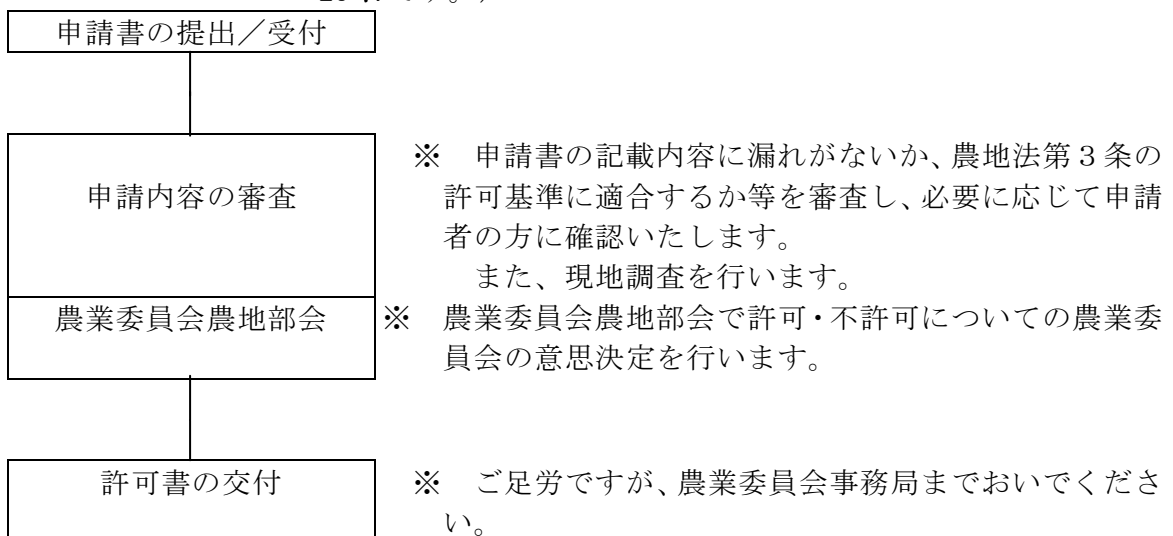 申請書の提出／受付
※ 申請書の記載内容に漏れがないか、農地法第３条の
申請内容の審査 許可基準に適合するか等を審査し、必要に応じて申請
者の方に確認いたします。
また、現地調査を行います。
農業委員会農地部会 ※ 農業委員会農地部会で許可・不許可についての農業委
員会の意思決定を行います。
許可書の交付 ※ ご足労ですが、農業委員会事務局までおいでくださ
い。